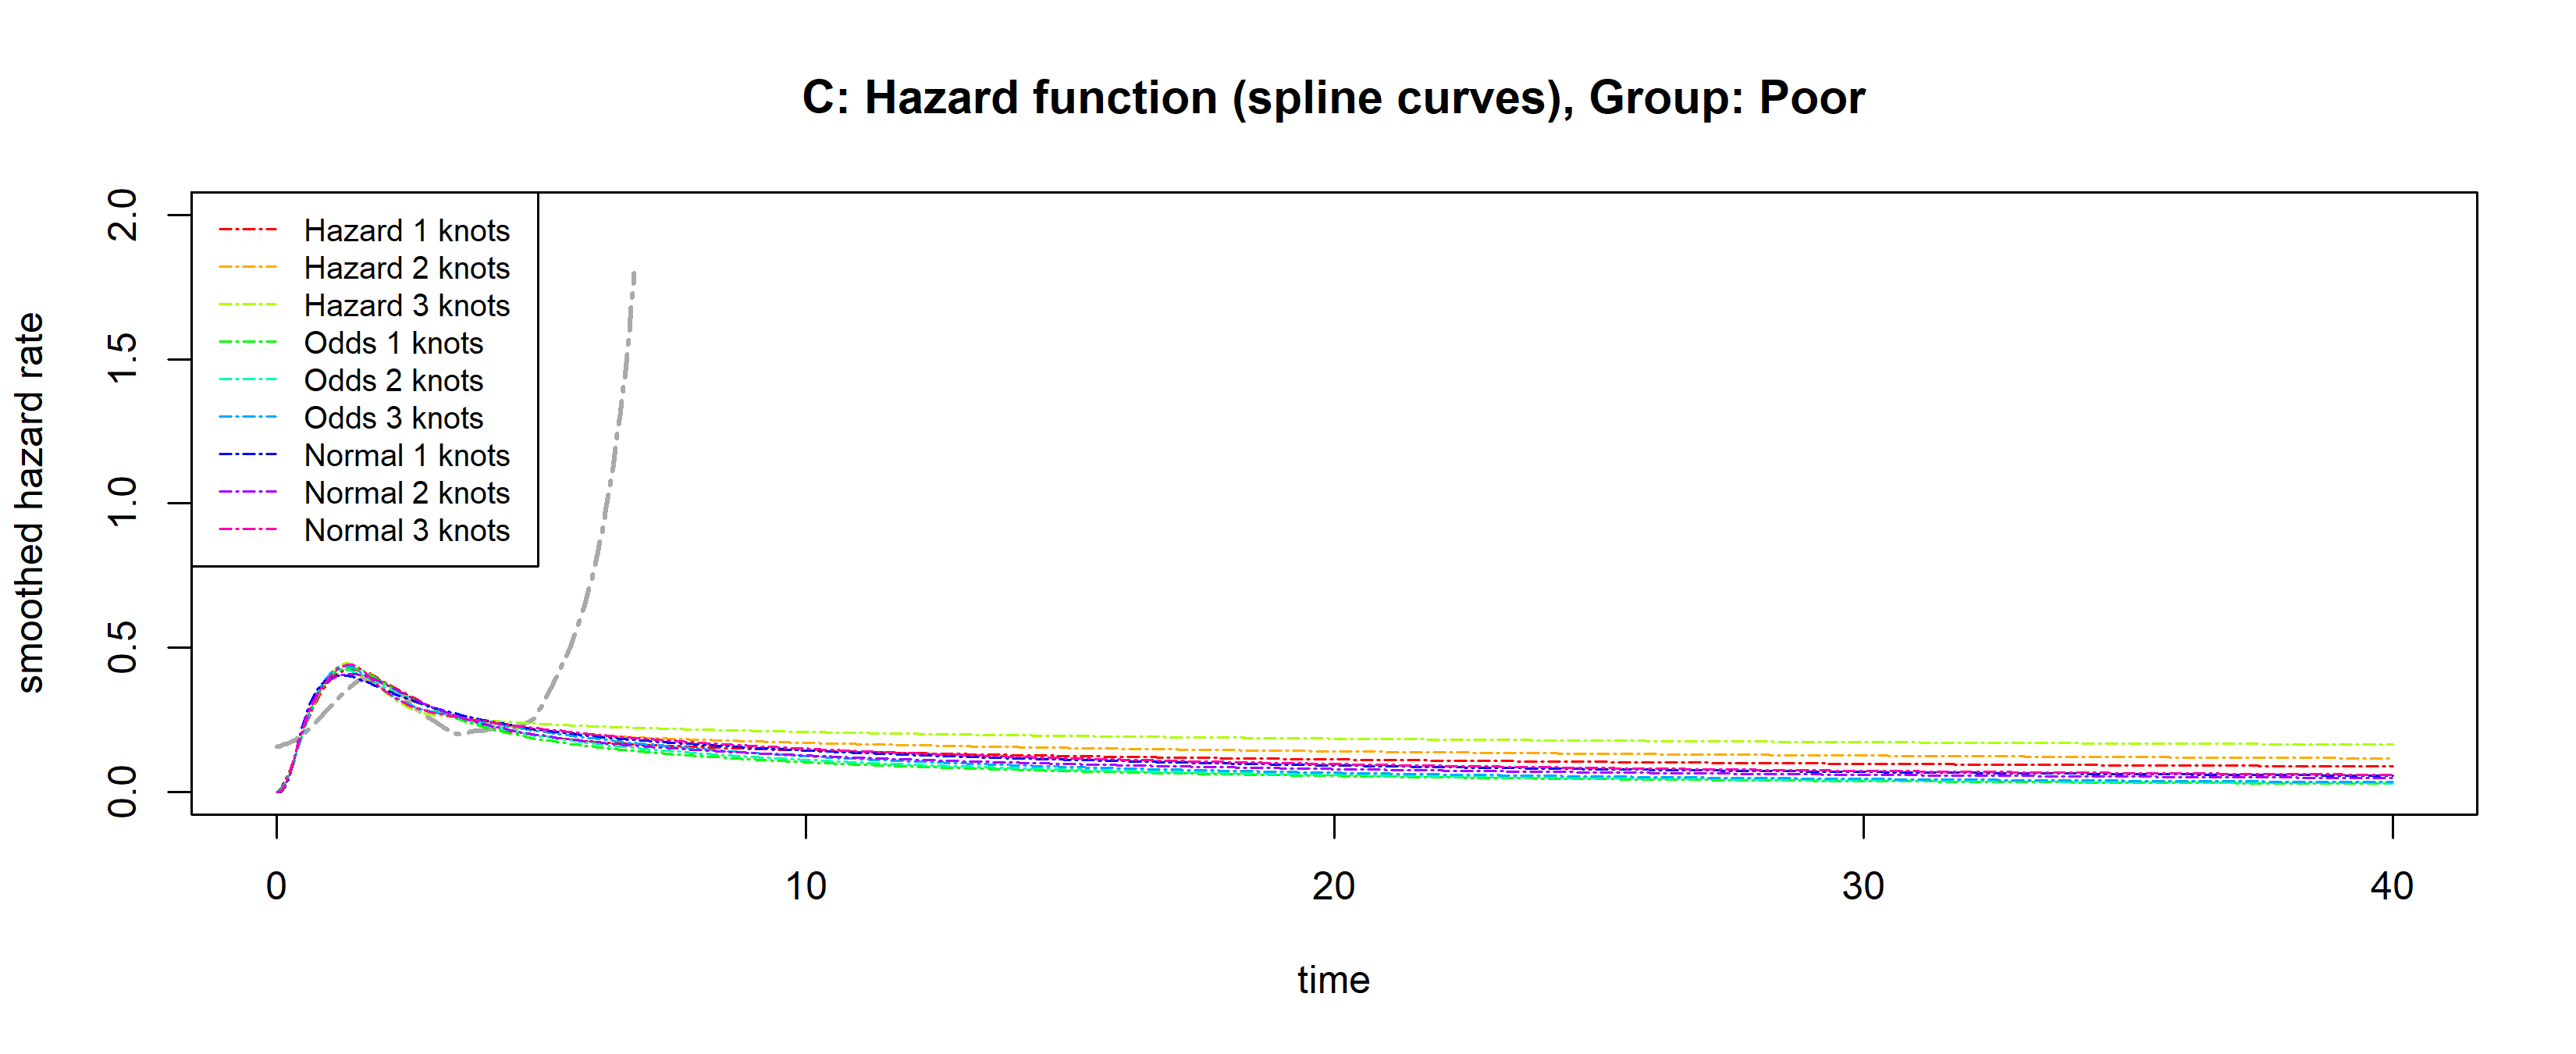 C: Hazard function (spline curves), Group: Poor
smoothed hazard rate
2.0
1.5
1.0
0.5
0.0
Hazard 1 knots
Hazard 2 knots
Hazard 3 knots
Odds 1 knots
Odds 2 knots
Odds 3 knots
Normal 1 knots
Normal 2 knots
Normal 3 knots
0 10 20 30 40
time